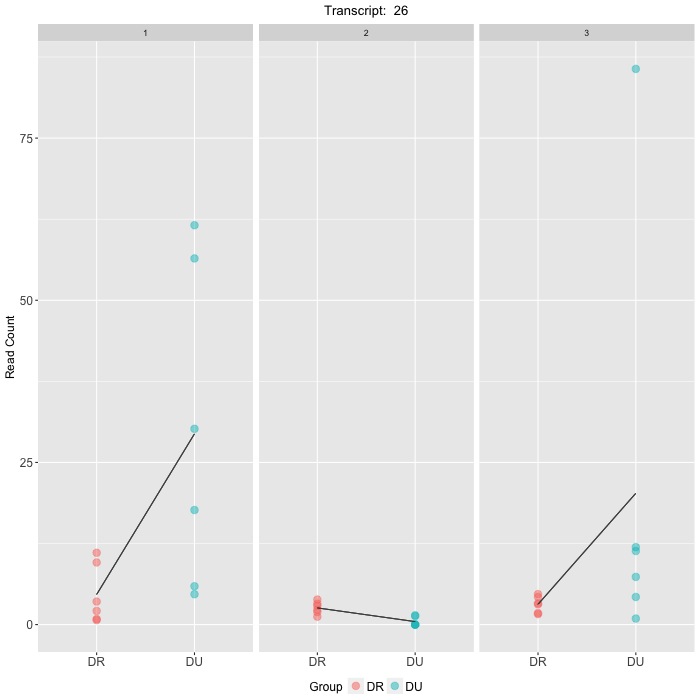 Transcript: 26
1 2 3
75
50
25
0
Read Count
DR DU DR DU DR DU
Group DR DU